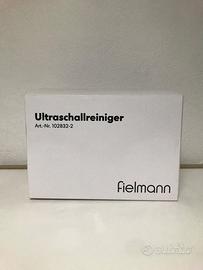 Ultraschallreiniger
Art.-Nr. 102832-2
fielmann
subito